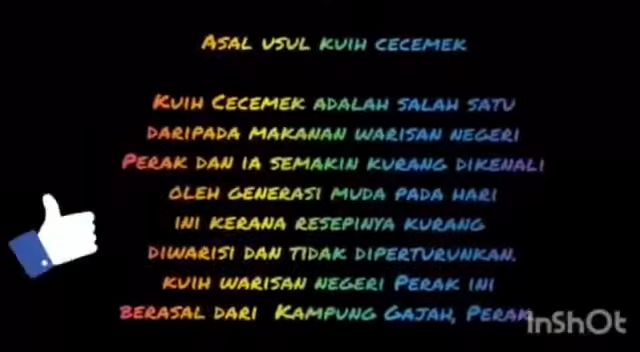 ASAL USUL KUIH CECEMEK
KUIH CECEMEK ADALAH SALAH SATU
DARIPADA MAKANAN WARISAN NEGERI
PERAK DAN IA SEMAKIN KURANG DIKENALI
OLEH GENERASI MUDA PADA HARI
INI KERANA RESEPINYA KURANG
DIWARISI DAN TIDAK DIPERTURUNKAN.
KUIH WARISAN NEGERI PERAK INI
BERASAL DARI KAMPUNG GAJAH, PERAK
InShOt